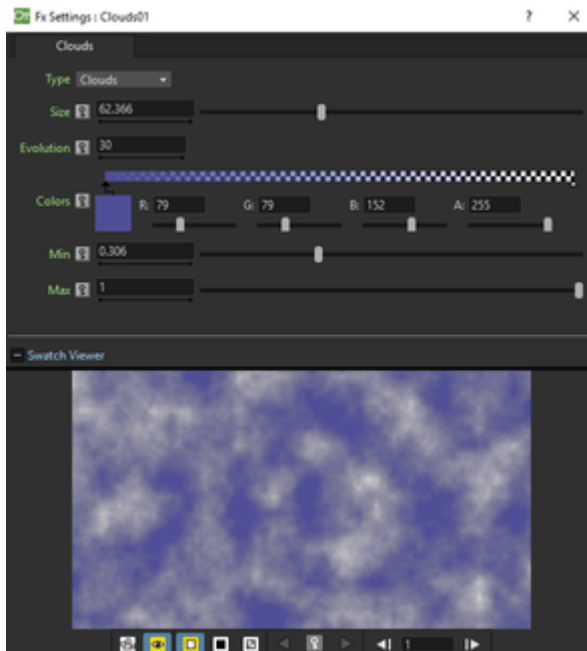 Fx Settings : Clouds01
Clouds
Type Clouds
Size 62.366
Evolution 30
Colors R: 79 G: 79 B: 152 A: 255
Min 0.306
Max 1
Swatch Viewer
1